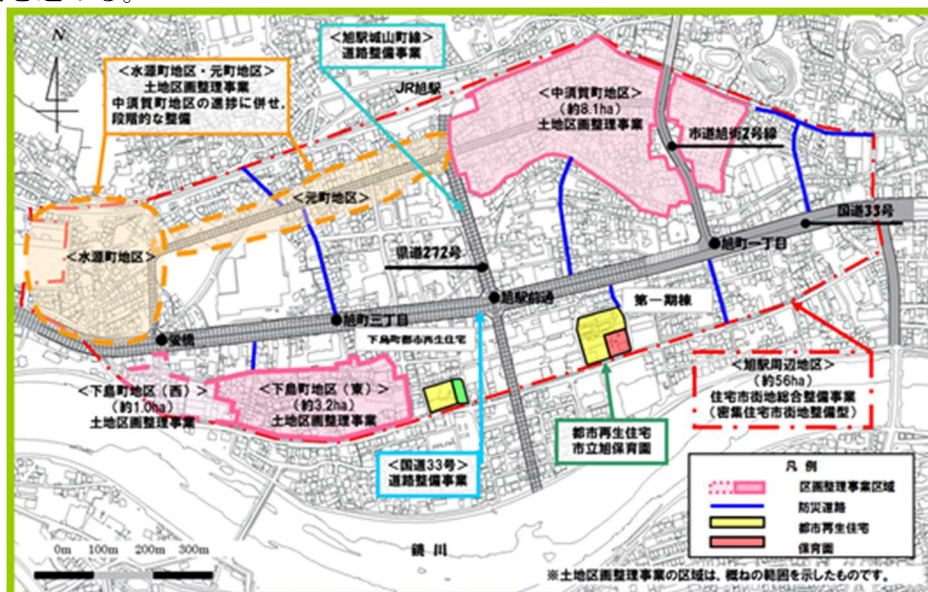 N
<旭駅城山町線>
道路整備事業
<水源町地区・元町地区>
土地区画整理事業
中須賀町地区の進捗に併せ,
段階的な整備
JR旭駅
<中須賀町地区>
(約8.1ha)
土地区画整理事業
市道旭街2号線
<元町地区>
国道33号
<水源町地区>
県道272号
旭町一丁目
旭駅前通
第一期棟
旭町三丁目
蛍橋
下島町都市再生住宅
<旭駅周辺地区>
(約56ha)
住宅市街地総合整備事業
(密集住宅市街地整備型)
<下島町地区(西)>
(約1.0ha)
土地区画整理事業
<下島町地区(東)>
(約3.2ha)
土地区画整理事業
都市再生住宅
市立旭保育園
<国道33号>
道路整備事業
凡例
区画整理事業区域
防災道路
都市再生住宅
保育園
0m 100m 200m 300m
鏡川
※土地区画整理事業の区域は、概ねの範囲を示したものです。